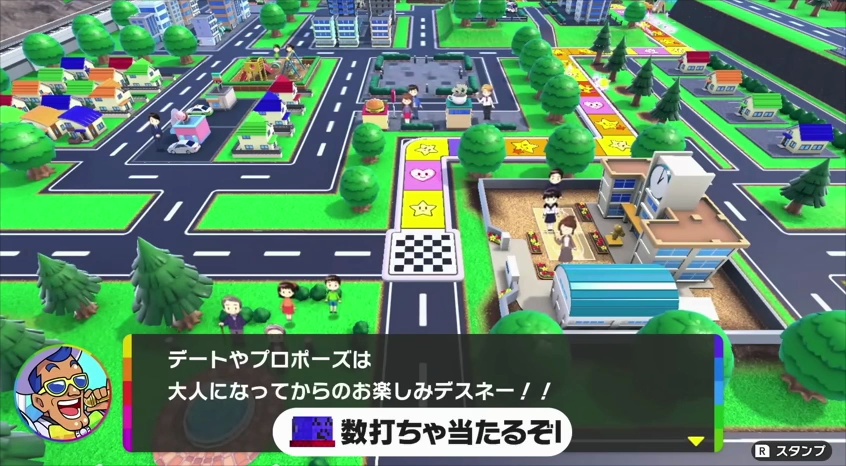 デートやプロポーズは
大人になってからのお楽しみデスネー！！
数打ちゃ当たるぞl
R スタンプ